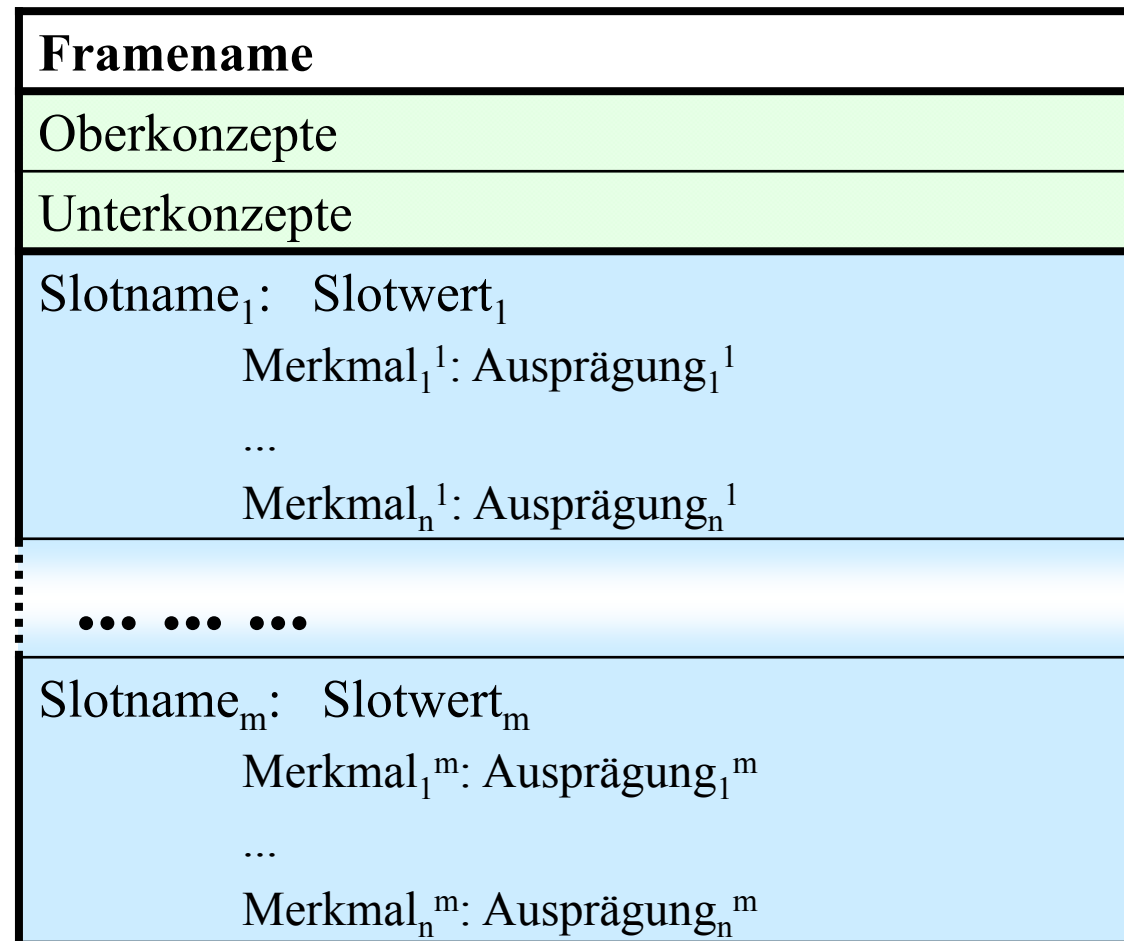 Framename
Oberkonzepte
Unterkonzepte
Slotname₁: Slotwert₁
Merkmal₁¹: Ausprägung₁¹
...
Merkmalₙ¹: Ausprägungₙ¹
... ... ...
Slotnameₘ: Slotwertₘ
Merkmal₁ᵐ: Ausprägung₁ᵐ
...
Merkmalₙᵐ: Ausprägungₙᵐ